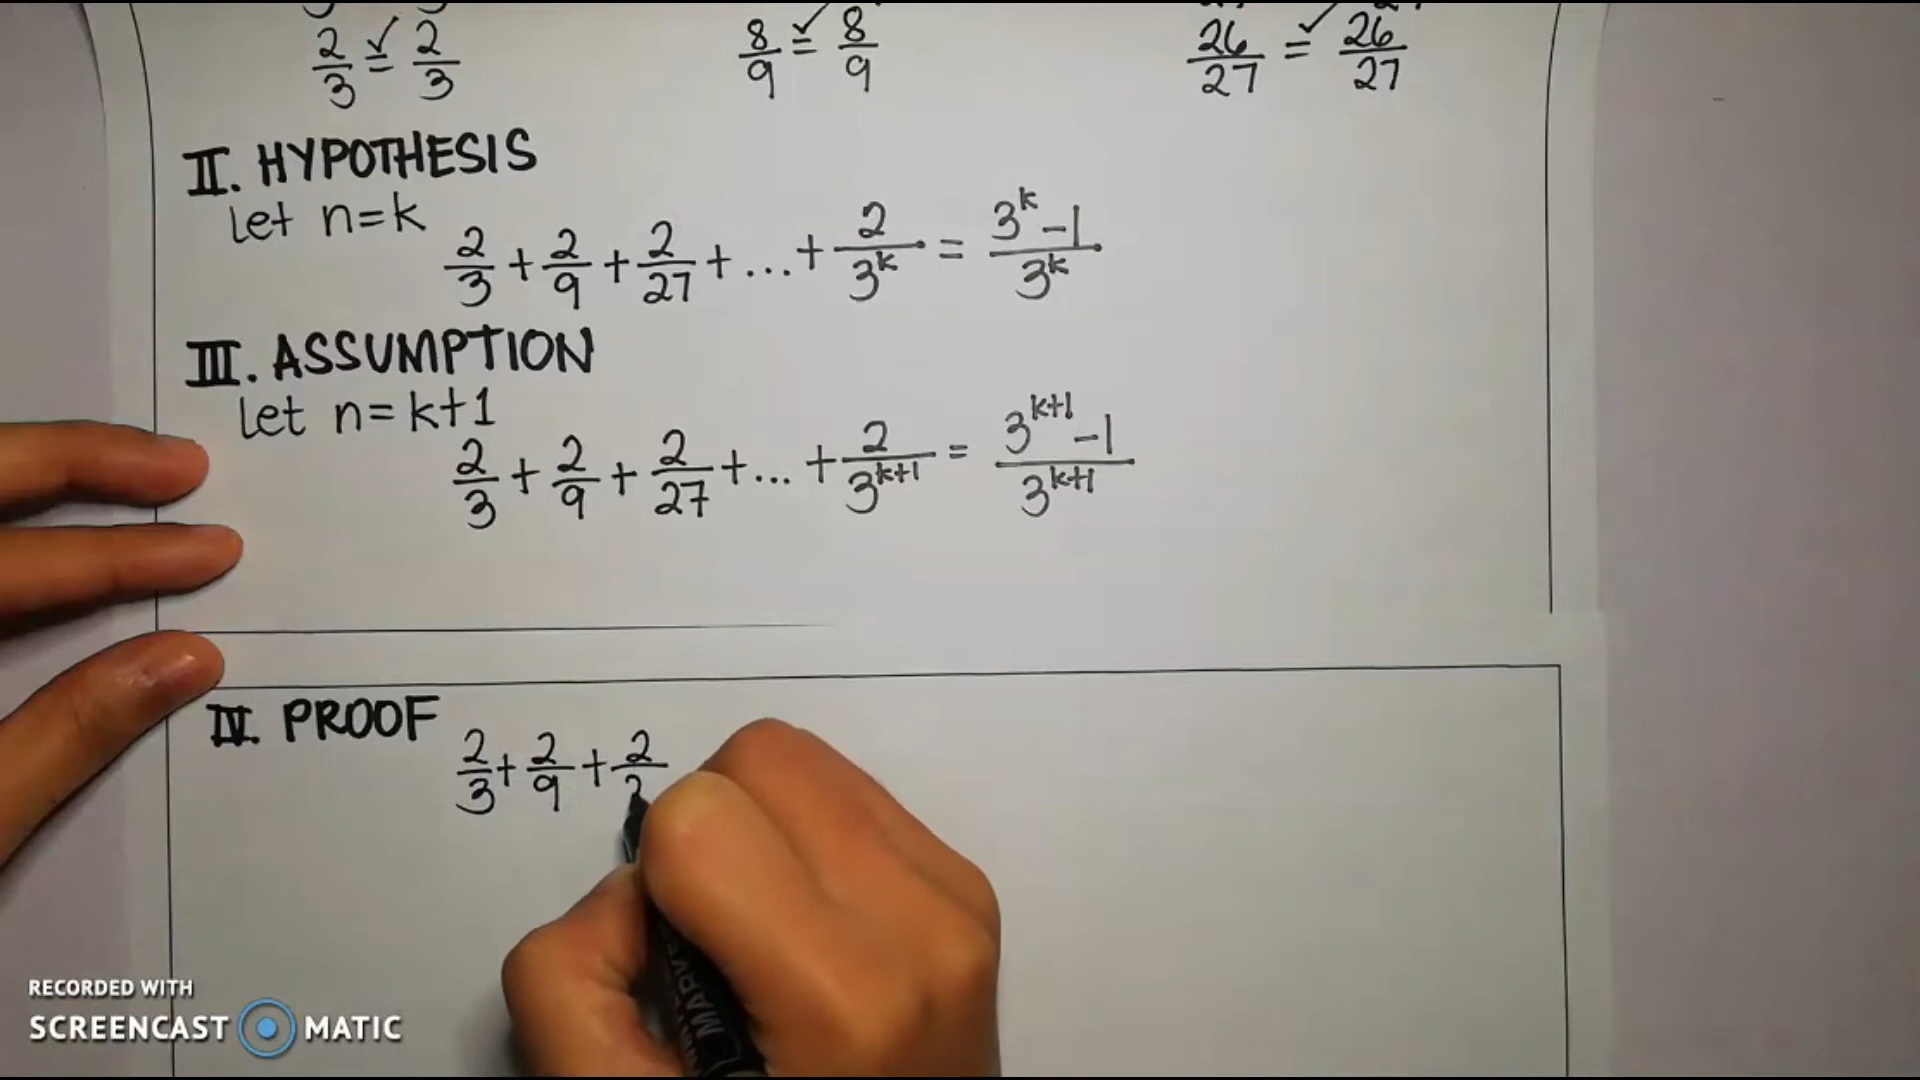 2/3 = 2/3 8/9 = 8/9 26/27 = 26/27
II. HYPOTHESIS
let n=k
2/3 + 2/9 + 2/27 + ... + 2/3^k = 3^k-1/3^k
III. ASSUMPTION
let n=k+1
2/3 + 2/9 + 2/27 + ... + 2/3^k+1 = 3^k+1-1/3^k+1
IV. PROOF
2/3 + 2/9 + 2/2
RECORDED WITH
SCREENCAST MATIC